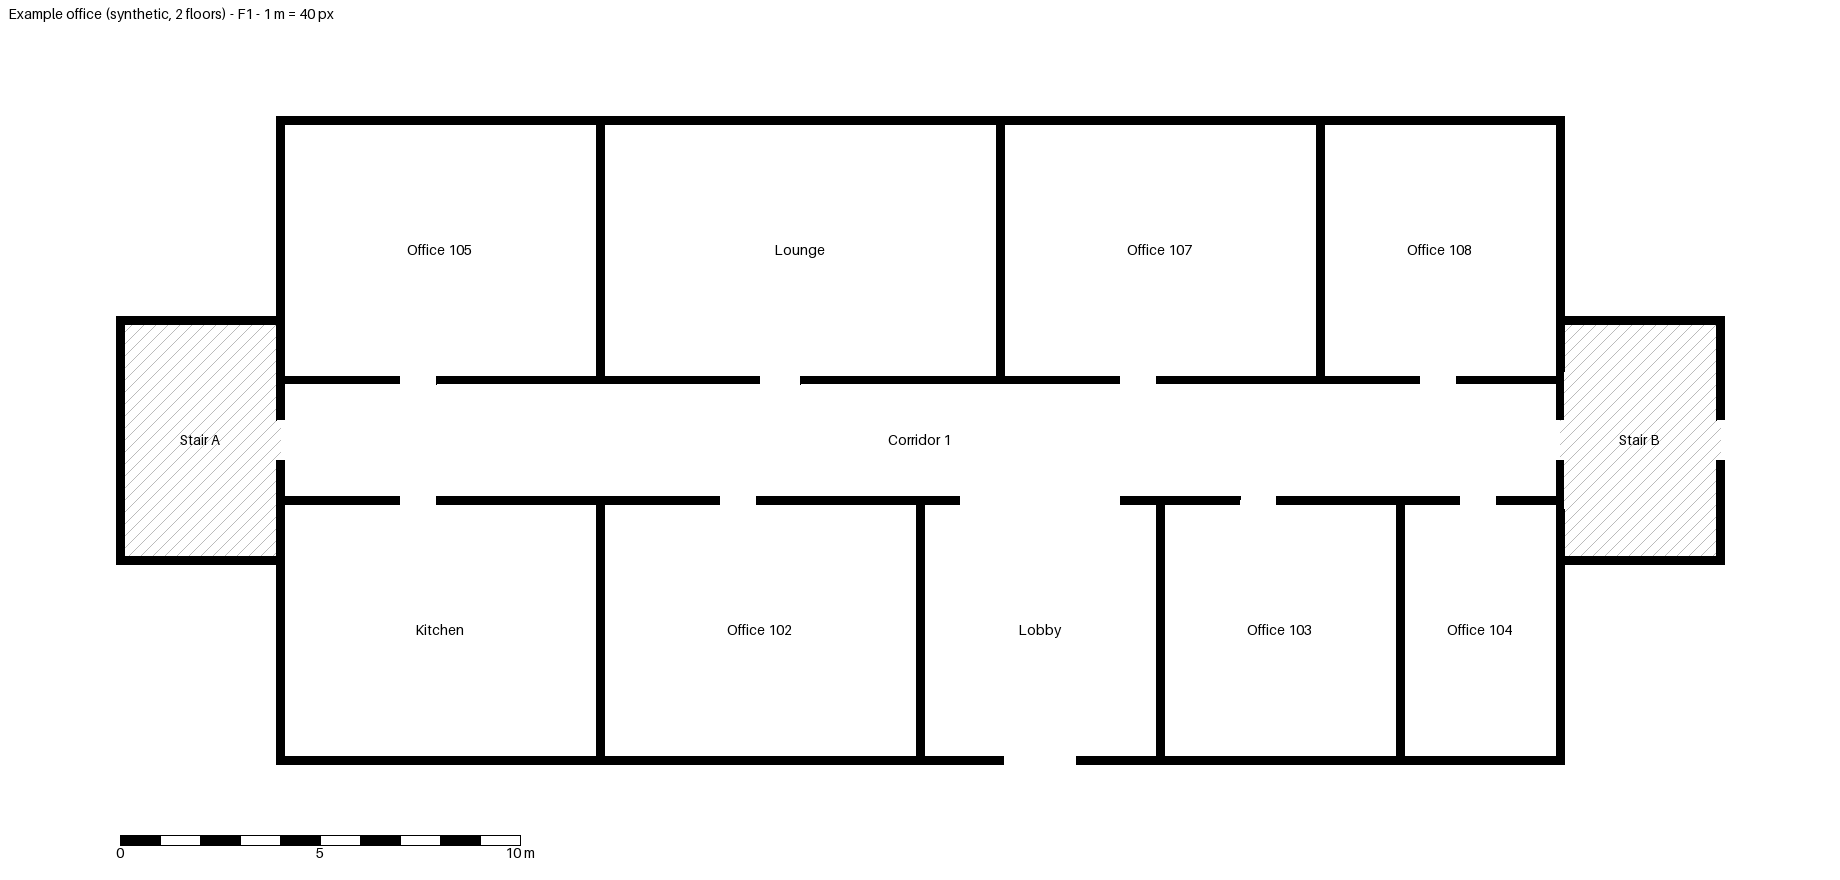 Example office (synthetic, 2 floors) - F1 - 1 m = 40 px
Office 105
Lounge
Office 107
Office 108
Stair A
Corridor 1
Stair B
Kitchen
Office 102
Lobby
Office 103
Office 104
0 5 10 m